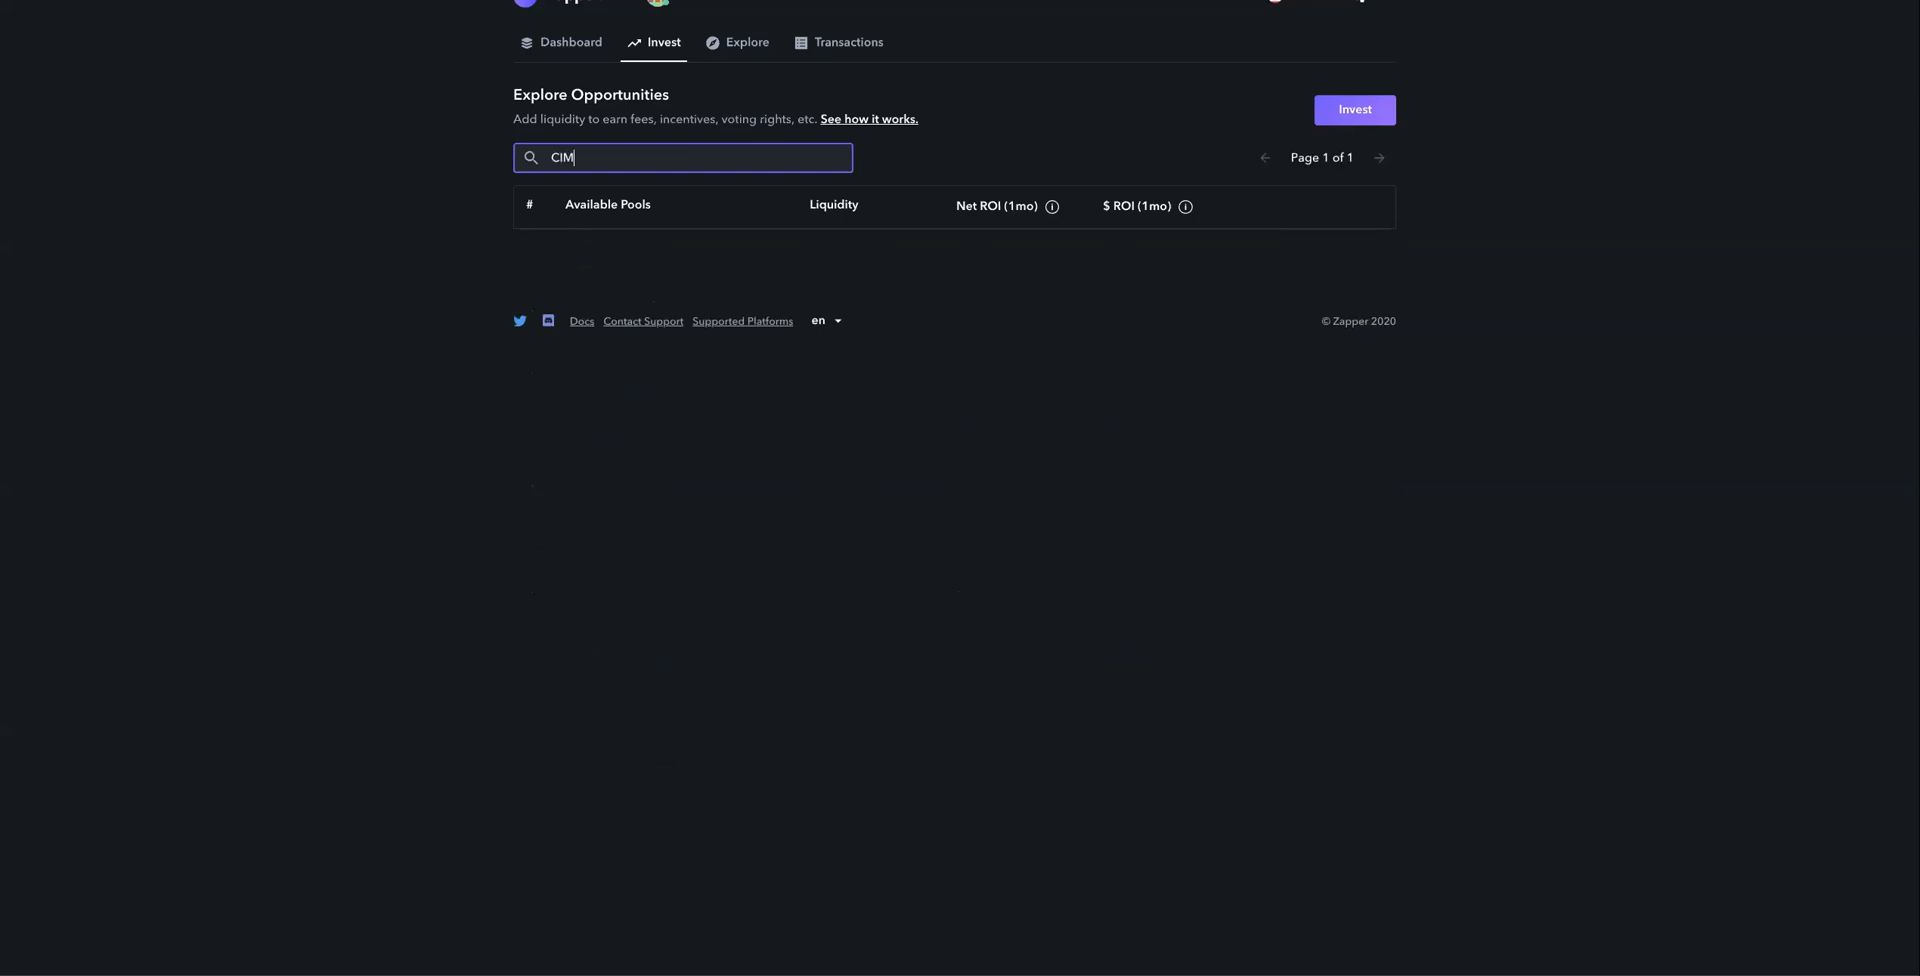 Dashboard
Invest
Explore
Transactions
Explore Opportunities
Invest
Add liquidity to earn fees, incentives, voting rights, etc. See how it works.
CIM
Page 1 of 1
# Available Pools Liquidity Net ROI (1mo) $ ROI (1mo)
Docs Contact Support Supported Platforms en © Zapper 2020